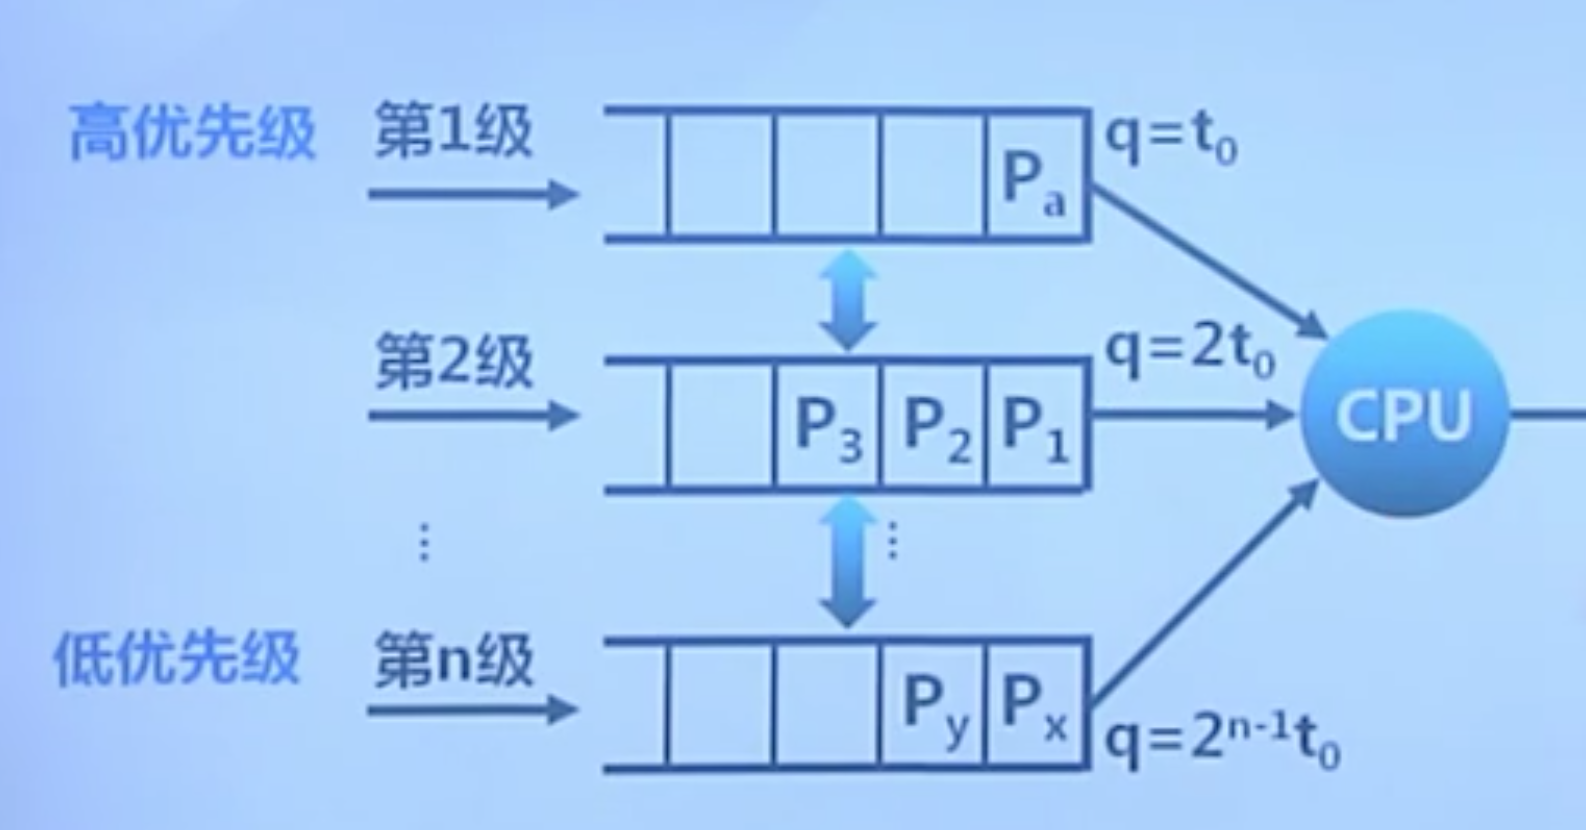 高优先级 第1级
P_a
q=t_0
第2级
P_3 P_2 P_1
q=2t_0
CPU
⋮ ⋮
低优先级 第n级
P_y P_x
q=2^{n-1}t_0